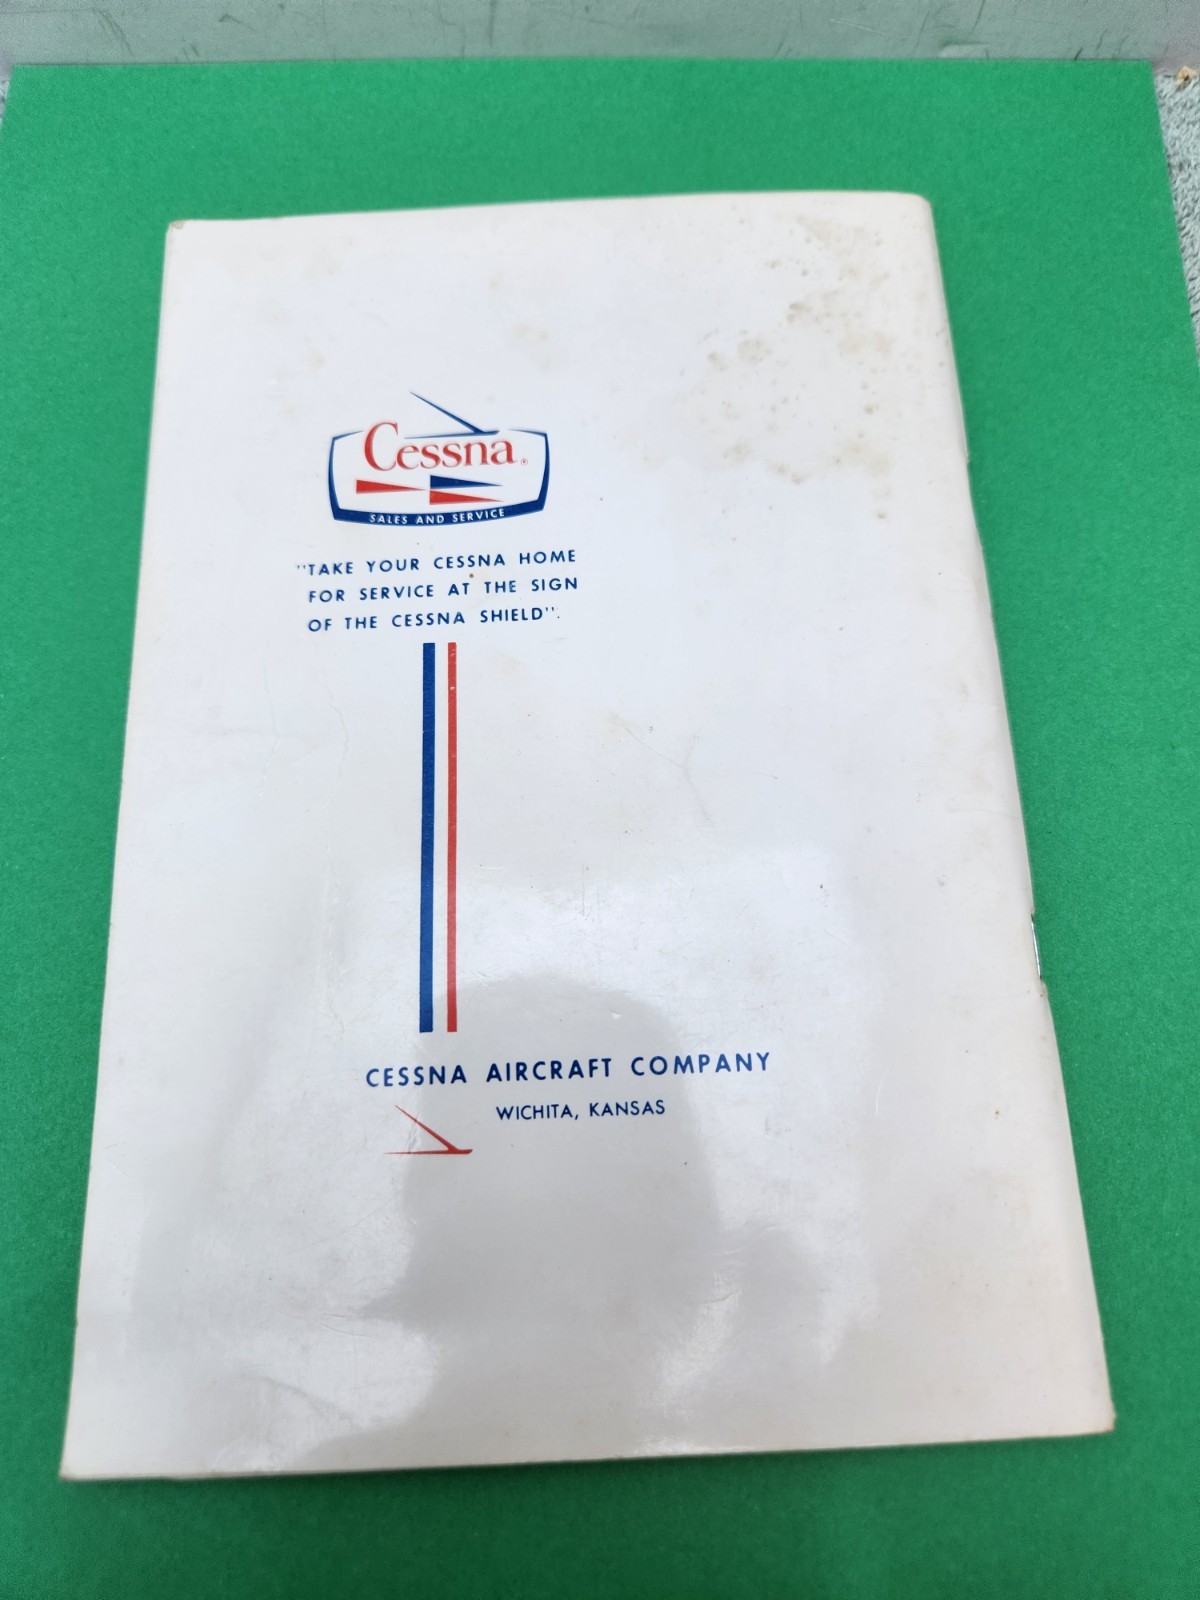 Cessna®
SALES AND SERVICE
"TAKE YOUR CESSNA HOME
FOR SERVICE AT THE SIGN
OF THE CESSNA SHIELD".
CESSNA AIRCRAFT COMPANY
WICHITA, KANSAS